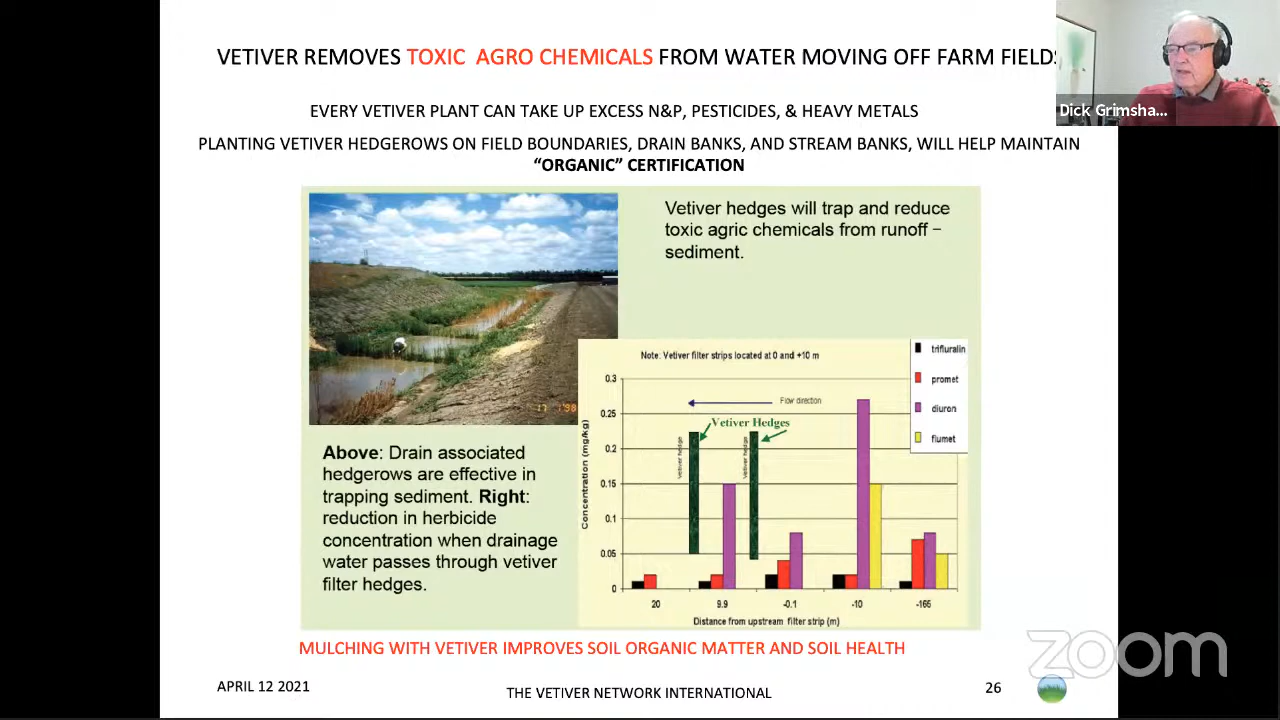 VETIVER REMOVES TOXIC AGRO CHEMICALS FROM WATER MOVING OFF FARM FIELDS
Dick Grimsha...
EVERY VETIVER PLANT CAN TAKE UP EXCESS N&P, PESTICIDES, & HEAVY METALS
PLANTING VETIVER HEDGEROWS ON FIELD BOUNDARIES, DRAIN BANKS, AND STREAM BANKS, WILL HELP MAINTAIN
“ORGANIC” CERTIFICATION
Vetiver hedges will trap and reduce
toxic agric chemicals from runoff –
sediment.
17 1'98
Above: Drain associated
hedgerows are effective in
trapping sediment. Right:
reduction in herbicide
concentration when drainage
water passes through vetiver
filter hedges.
Note: Vetiver filter strips located at 0 and +10 m
trifluralin
promet
diuron
flumet
Flow direction
Vetiver Hedges
Vetiver hedge
Vetiver hedge
Concentration (mg/kg)
0.3
0.25
0.2
0.15
0.1
0.05
0
20 9.9 -0.1 -10 -165
Distance from upstream filter strip (m)
MULCHING WITH VETIVER IMPROVES SOIL ORGANIC MATTER AND SOIL HEALTH
zoom
APRIL 12 2021
THE VETIVER NETWORK INTERNATIONAL
26